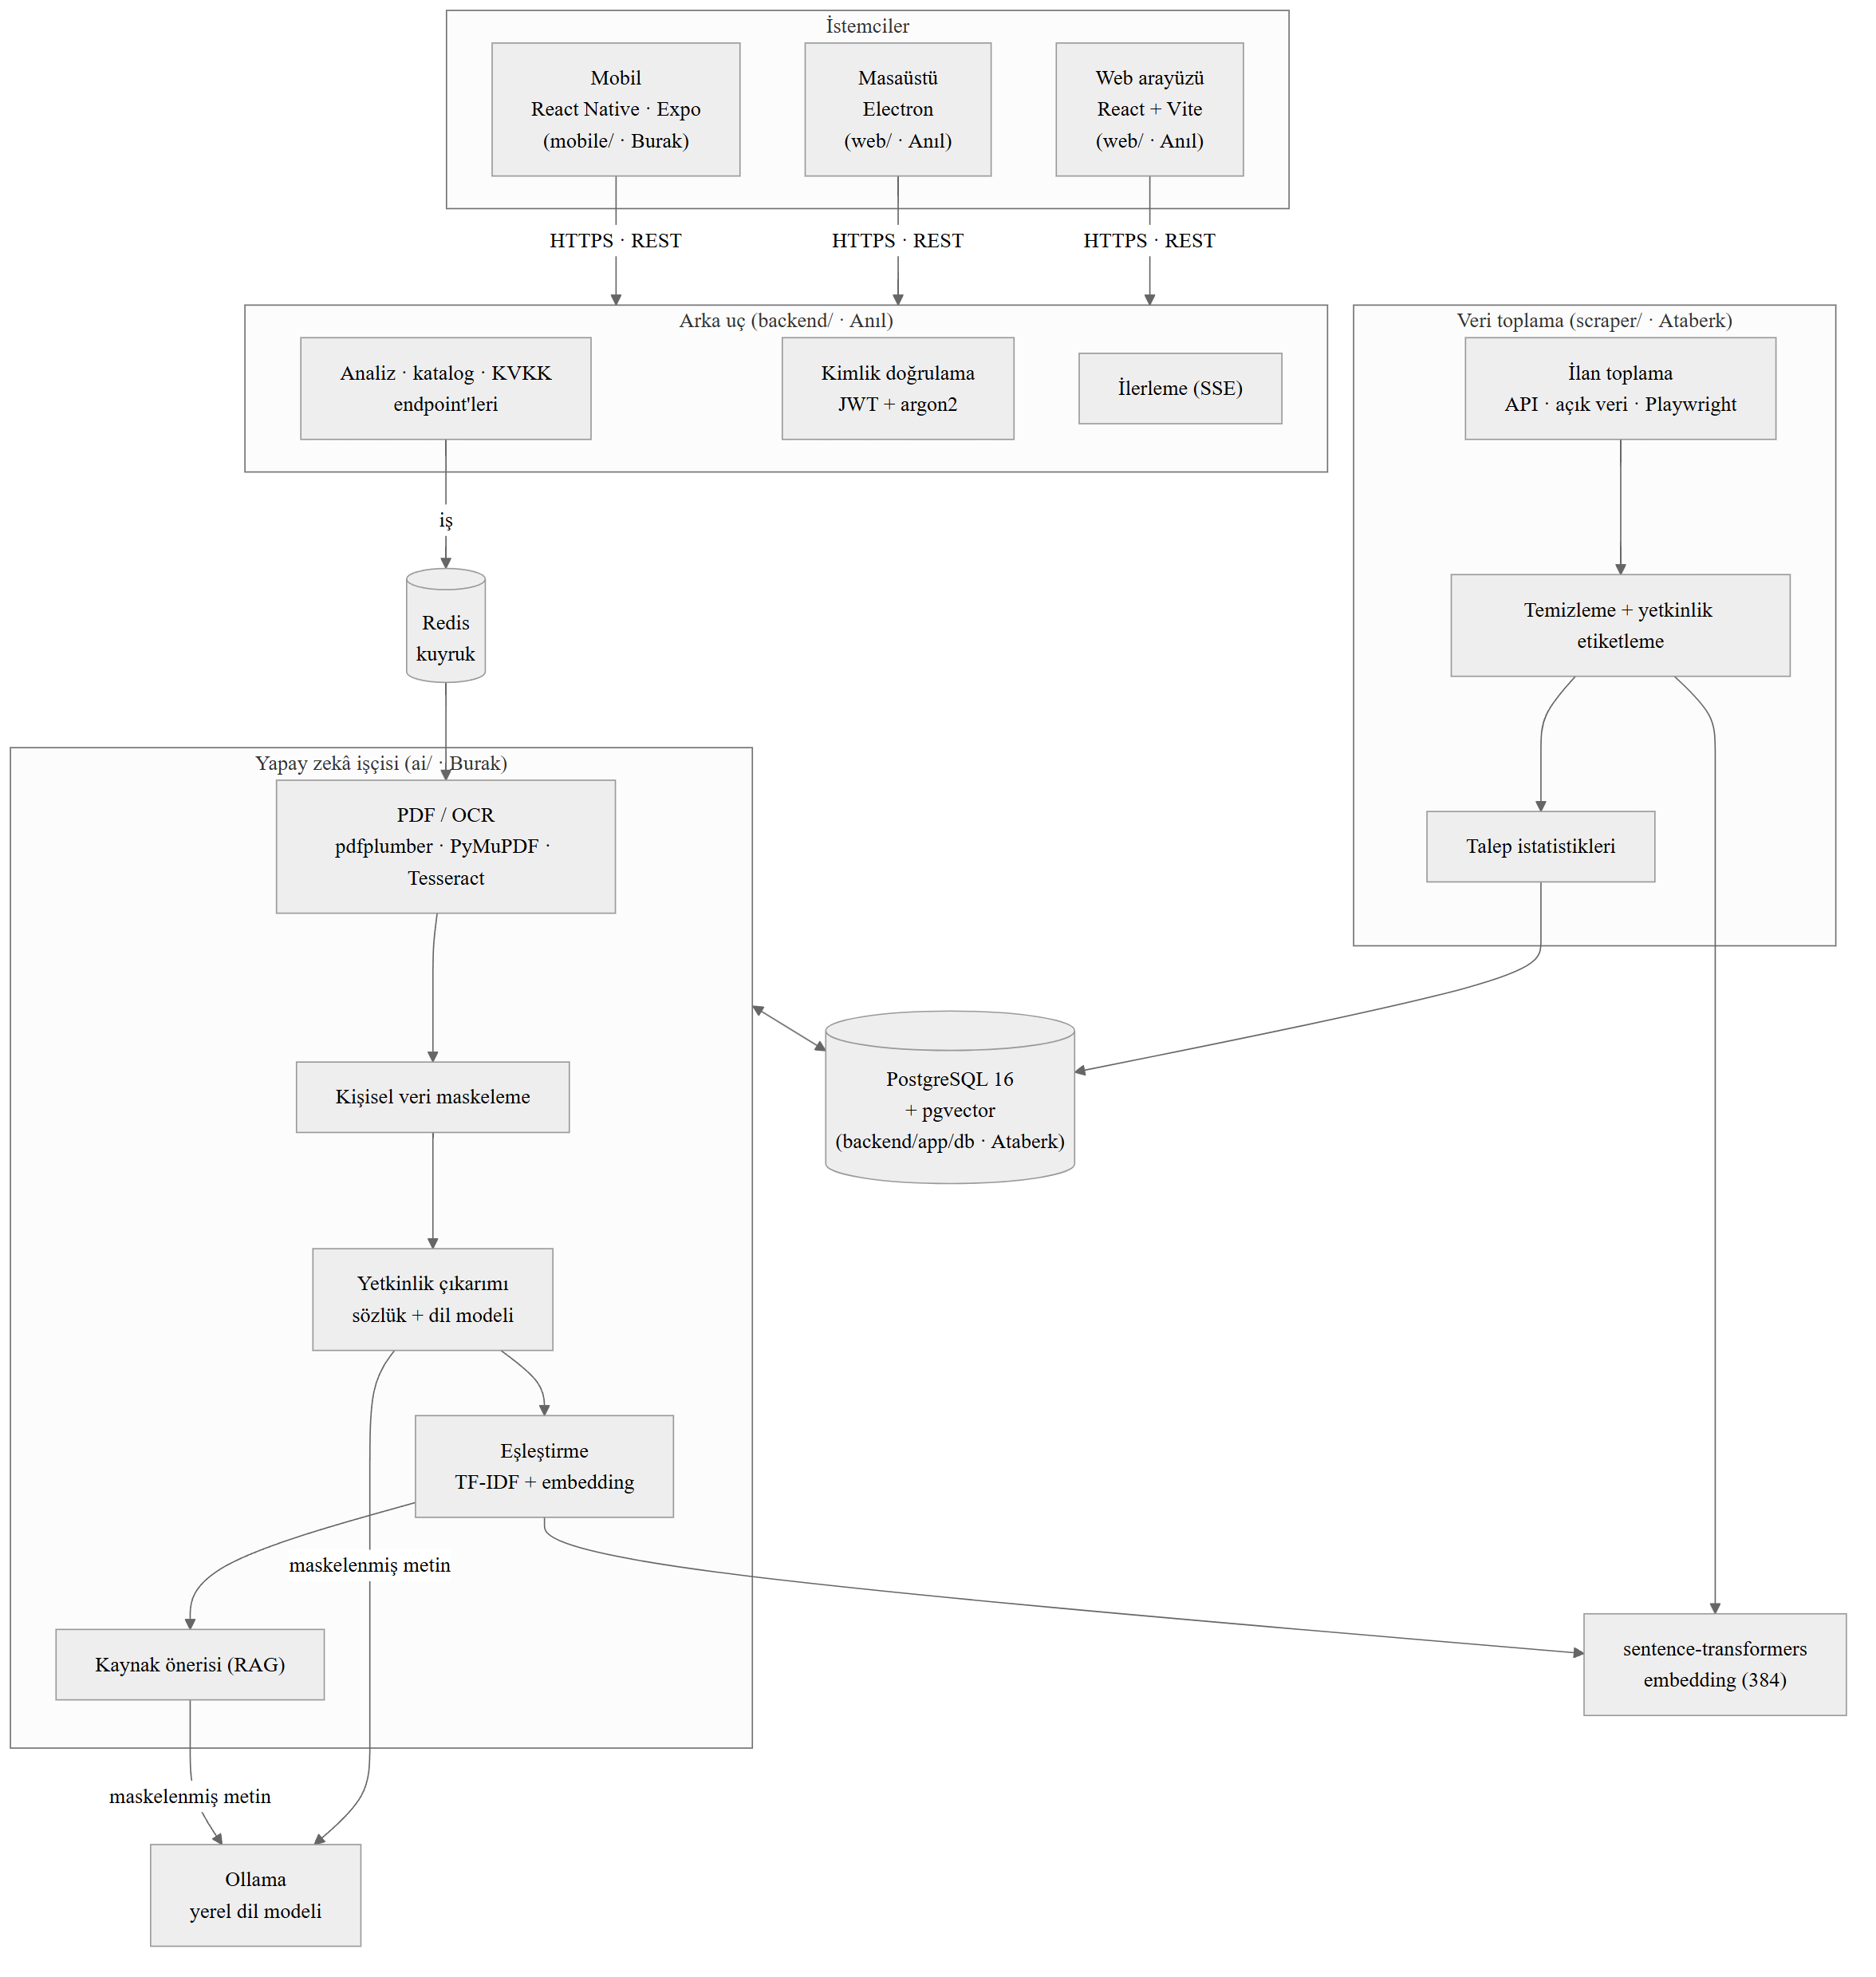 İstemciler
Mobil
React Native · Expo
(mobile/ · Burak)
Masaüstü
Electron
(web/ · Anıl)
Web arayüzü
React + Vite
(web/ · Anıl)
HTTPS · REST
HTTPS · REST
HTTPS · REST
Arka uç (backend/ · Anıl)
Analiz · katalog · KVKK
endpoint'leri
Kimlik doğrulama
JWT + argon2
İlerleme (SSE)
Veri toplama (scraper/ · Ataberk)
İlan toplama
API · açık veri · Playwright
iş
Redis
kuyruk
Temizleme + yetkinlik
etiketleme
Talep istatistikleri
Yapay zekâ işçisi (ai/ · Burak)
PDF / OCR
pdfplumber · PyMuPDF ·
Tesseract
Kişisel veri maskeleme
PostgreSQL 16
+ pgvector
(backend/app/db · Ataberk)
Yetkinlik çıkarımı
sözlük + dil modeli
Eşleştirme
TF-IDF + embedding
maskelenmiş metin
Kaynak önerisi (RAG)
sentence-transformers
embedding (384)
maskelenmiş metin
Ollama
yerel dil modeli